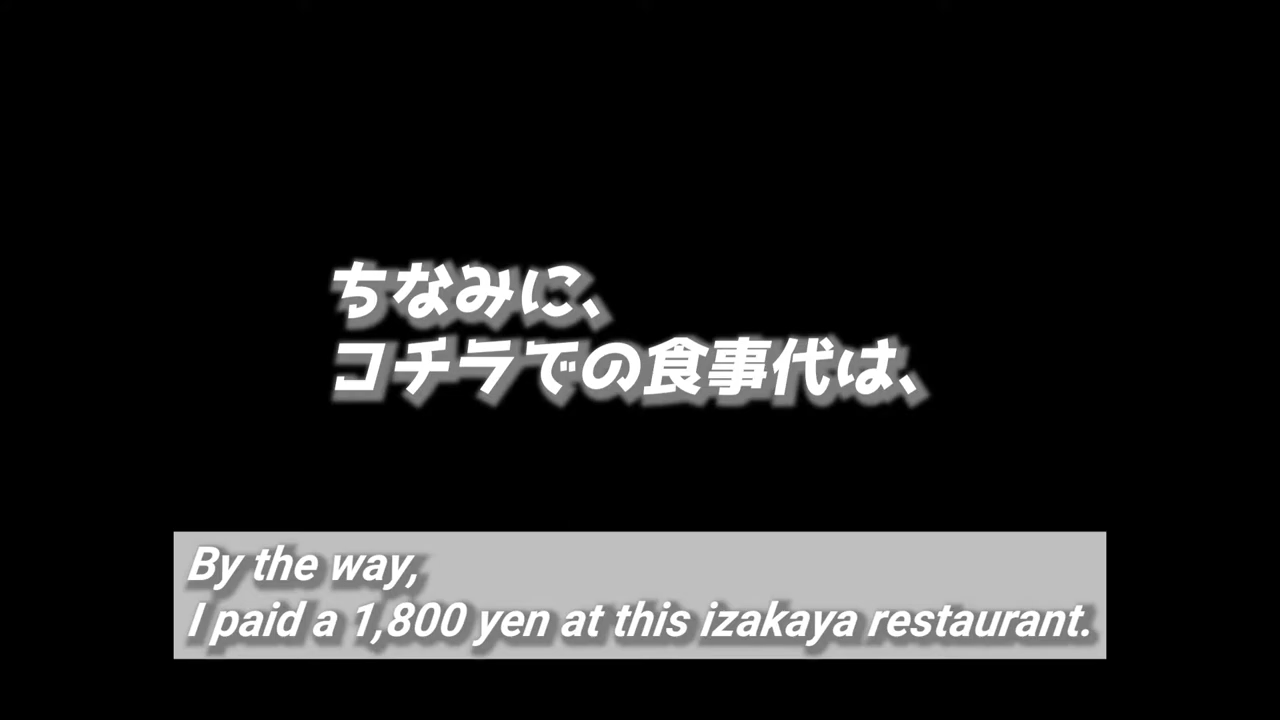 ちなみに、
コチラでの食事代は、
By the way,
I paid a 1,800 yen at this izakaya restaurant.